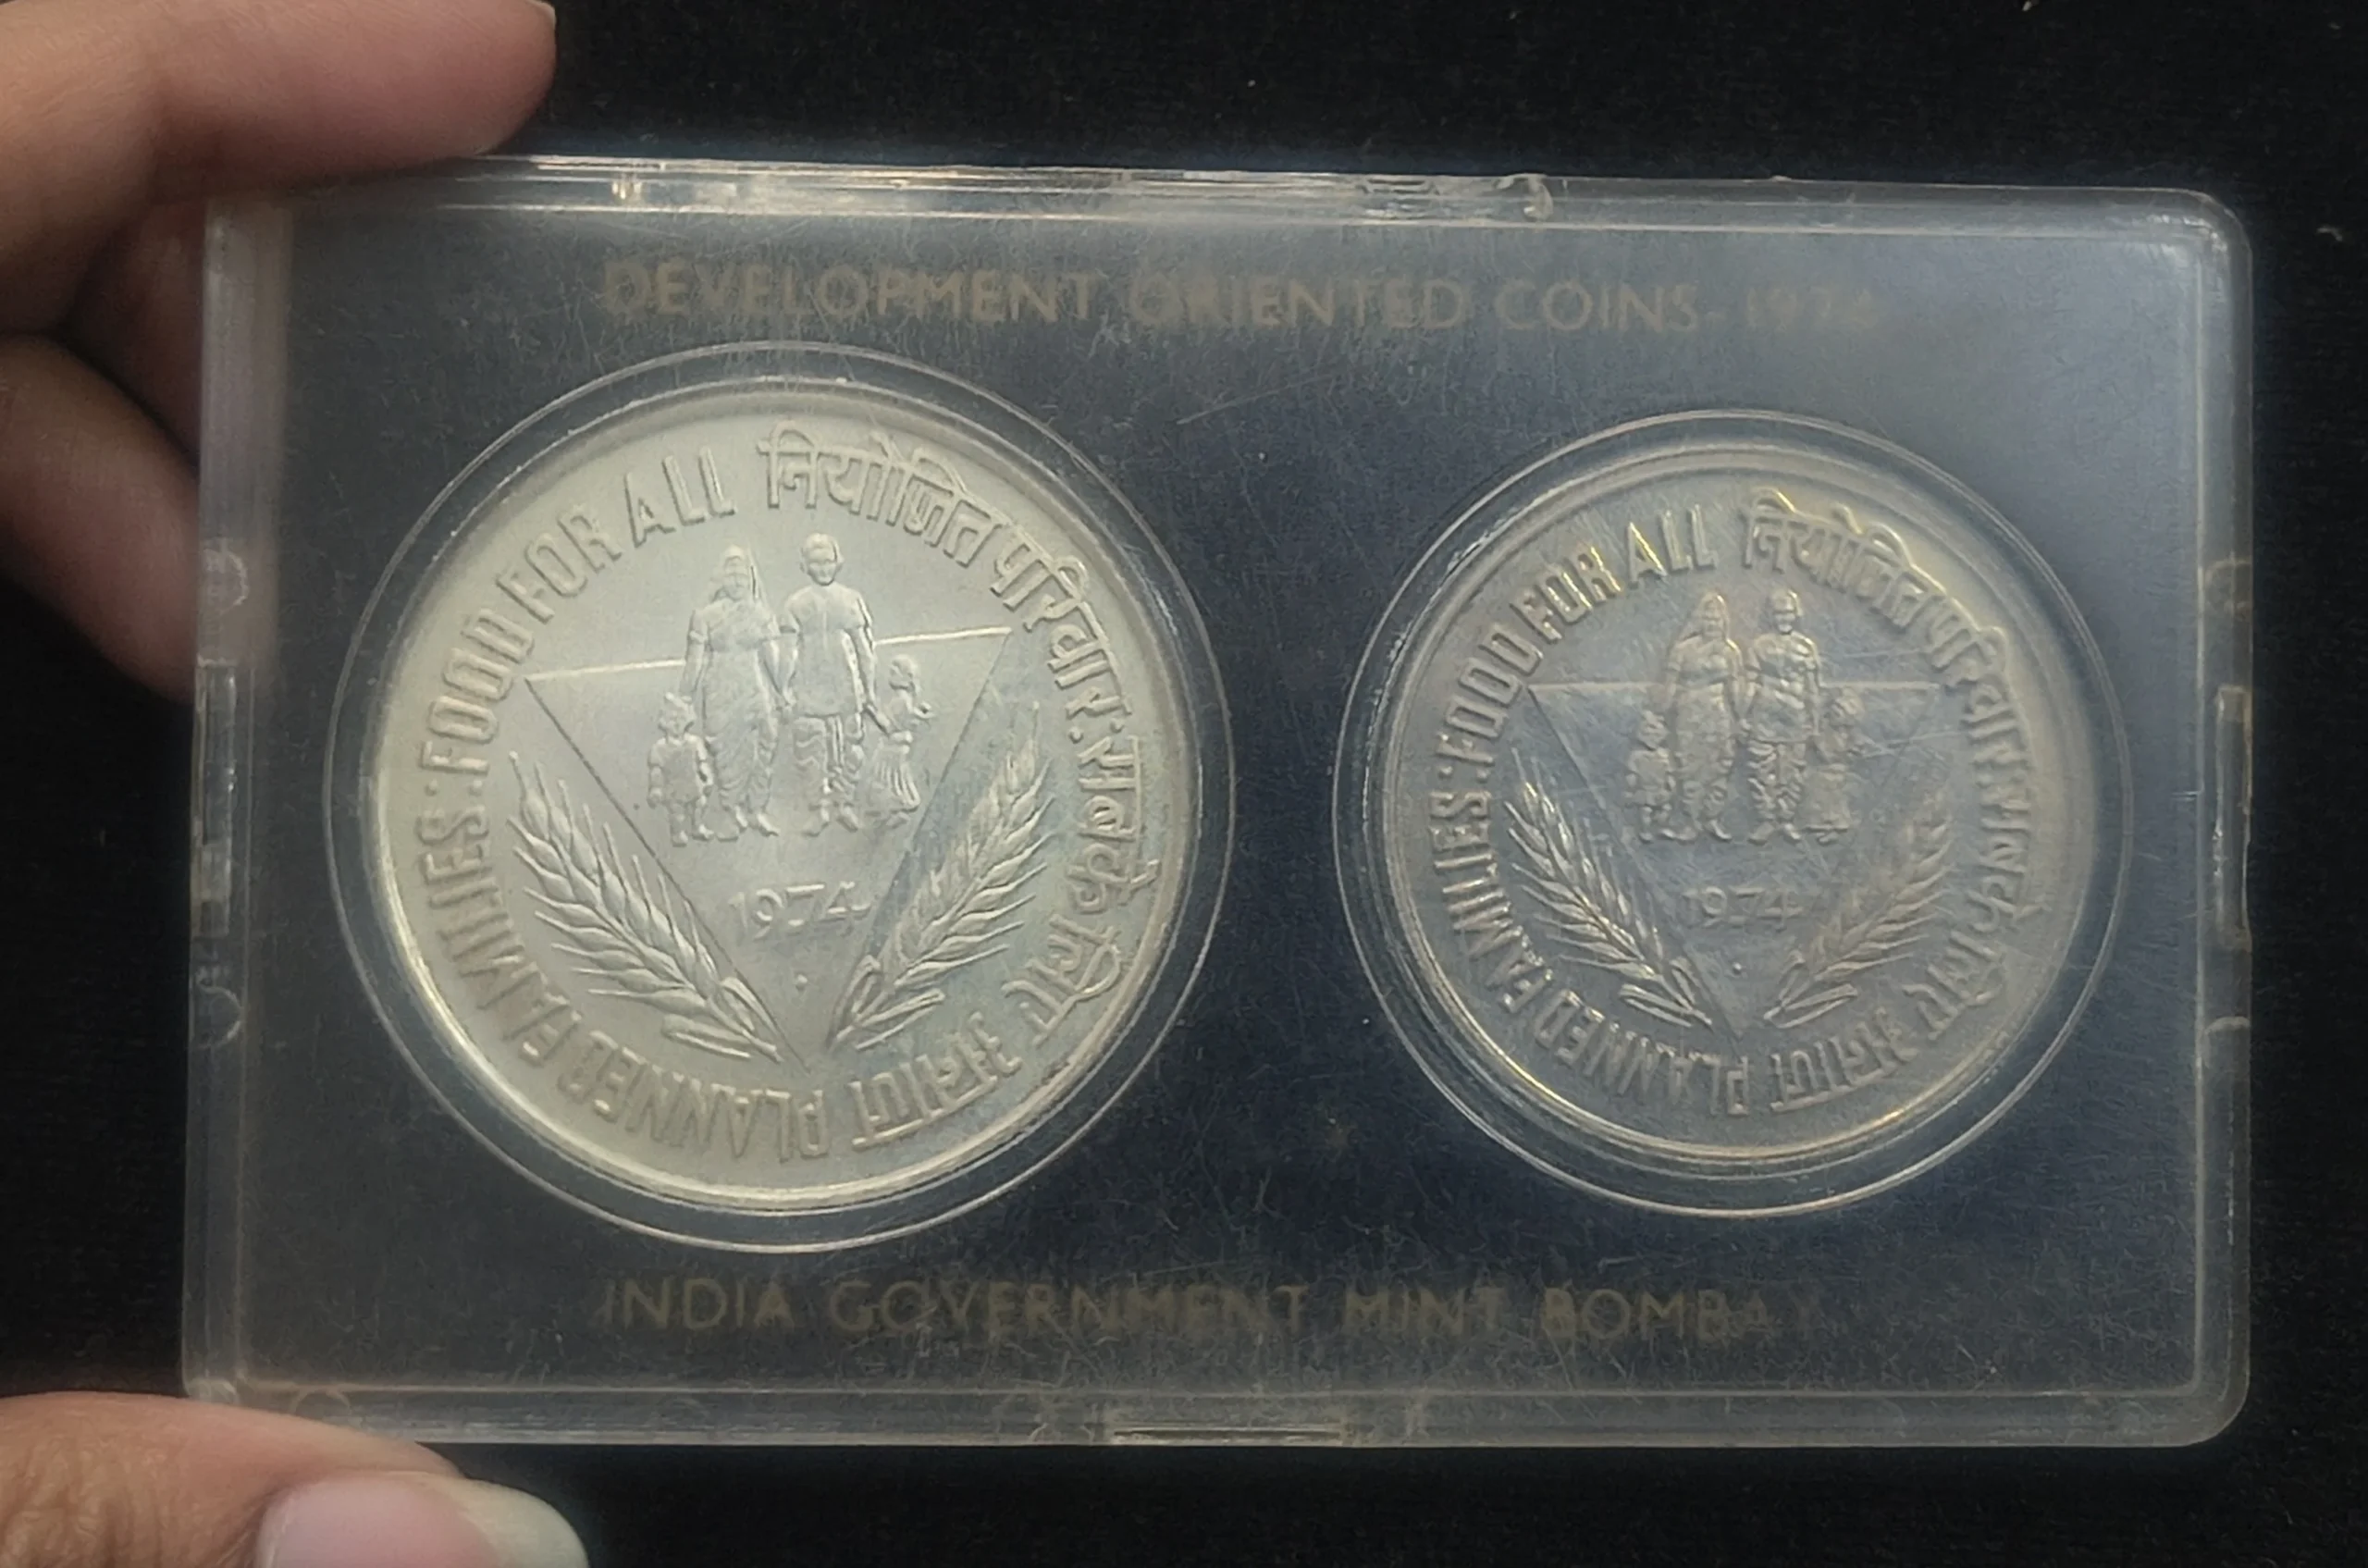 DEVELOPMENT ORIENTED COINS-1974
PLANNED FAMILIES: FOOD FOR ALL
नियोजित परिवार: सबके लिए अनाज
1974
PLANNED FAMILIES: FOOD FOR ALL
नियोजित परिवार: सबके लिए अनाज
1974
INDIA GOVERNMENT MINT BOMBAY